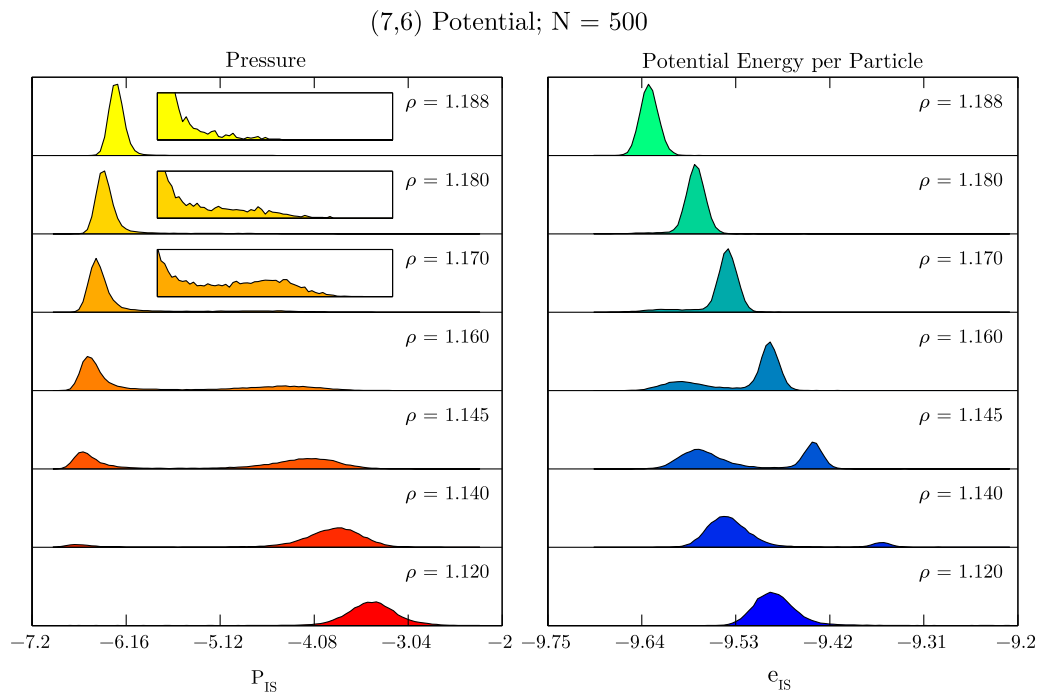 (7,6) Potential; N = 500
Pressure
ρ = 1.188
ρ = 1.180
ρ = 1.170
ρ = 1.160
ρ = 1.145
ρ = 1.140
ρ = 1.120
−7.2 −6.16 −5.12 −4.08 −3.04 −2
P_IS
Potential Energy per Particle
ρ = 1.188
ρ = 1.180
ρ = 1.170
ρ = 1.160
ρ = 1.145
ρ = 1.140
ρ = 1.120
−9.75 −9.64 −9.55 −9.42 −9.31 −9.2
e_IS